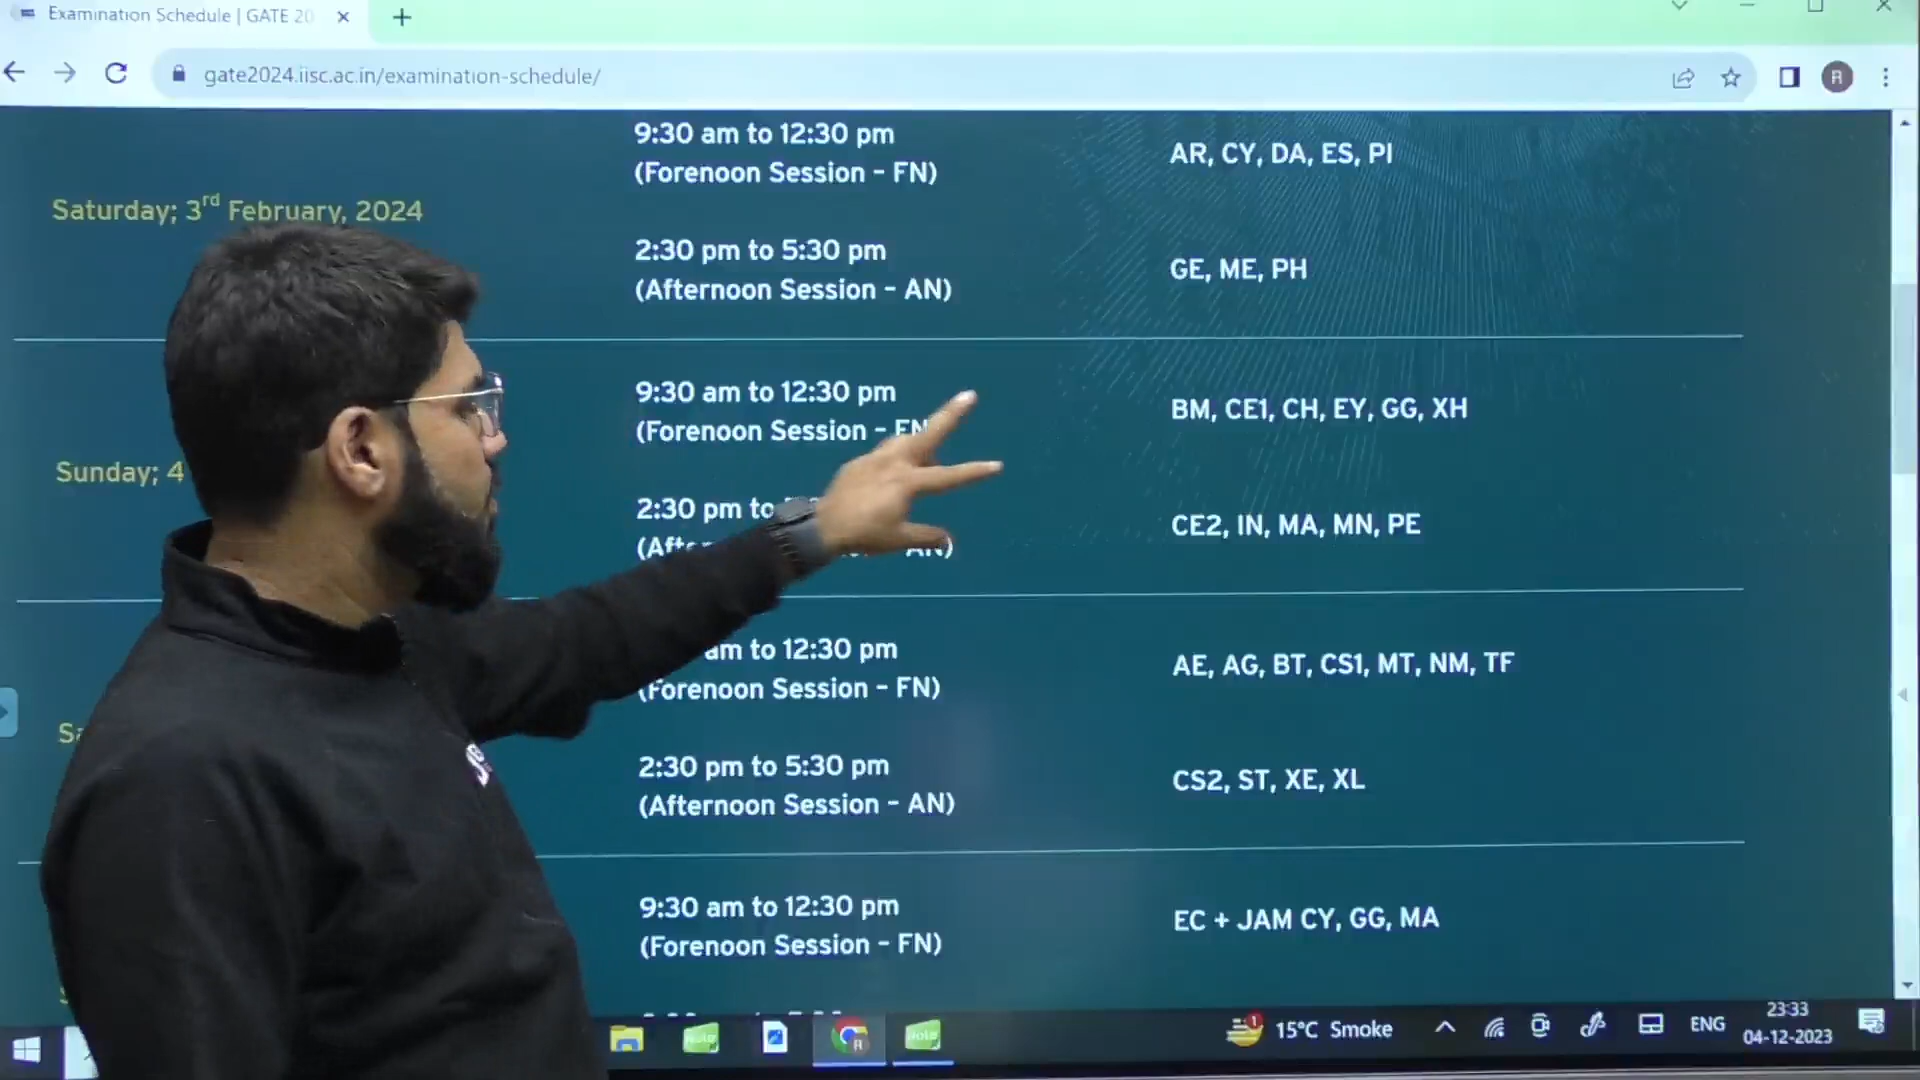 Examination Schedule | GATE 20
gate2024.iisc.ac.in/examination-schedule/
R
9:30 am to 12:30 pm
(Forenoon Session - FN)
AR, CY, DA, ES, PI
Saturday; 3rd February, 2024
2:30 pm to 5:30 pm
(Afternoon Session - AN)
GE, ME, PH
9:30 am to 12:30 pm
(Forenoon Session - FN
BM, CE1, CH, EY, GG, XH
Sunday; 4
2:30 pm to
AN)
CE2, IN, MA, MN, PE
am to 12:30 pm
(Forenoon Session - FN)
AE, AG, BT, CS1, MT, NM, TF
2:30 pm to 5:30 pm
(Afternoon Session - AN)
CS2, ST, XE, XL
9:30 am to 12:30 pm
(Forenoon Session - FN)
EC + JAM CY, GG, MA
1
15°C Smoke
ENG
23:33
04-12-2023